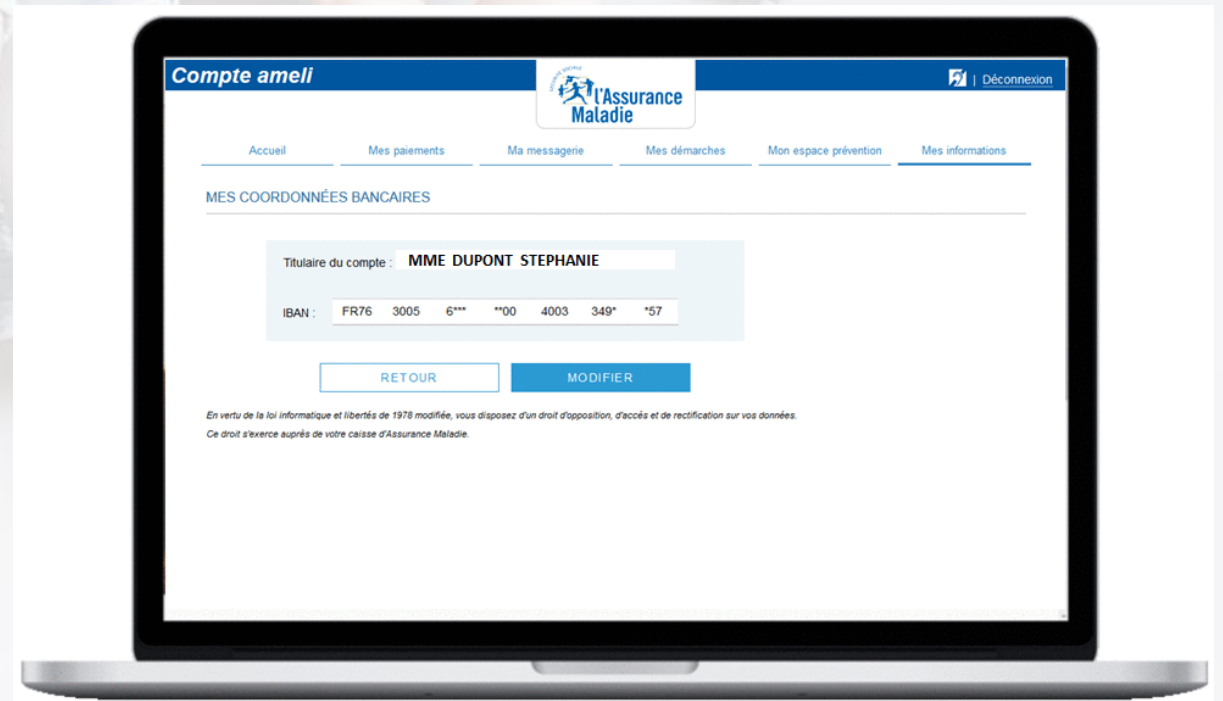 Compte ameli
SÉCURITÉ SOCIALE
l'Assurance
Maladie
| Déconnexion
Accueil Mes paiements Ma messagerie Mes démarches Mon espace prévention Mes informations
MES COORDONNÉES BANCAIRES
Titulaire du compte : MME DUPONT STEPHANIE
IBAN : FR76 3005 6*** **00 4003 349* *57
RETOUR MODIFIER
En vertu de la loi informatique et libertés de 1978 modifiée, vous disposez d'un droit d'opposition, d'accès et de rectification sur vos données.
Ce droit s'exerce auprès de votre caisse d'Assurance Maladie.